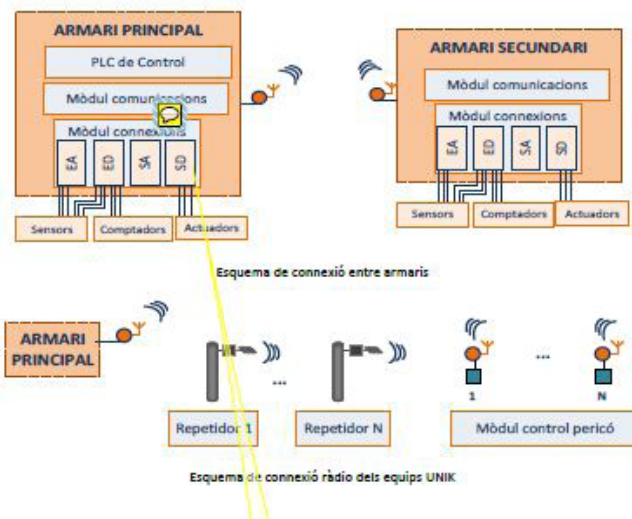 ARMARI PRINCIPAL
PLC de Control
Mòdul comunicacions
Mòdul connexions
EA
ED
SA
SD
Sensors
Comptadors
Actuadors
ARMARI SECUNDARI
Mòdul comunicacions
Mòdul connexions
EA
ED
SA
SD
Sensors
Comptadors
Actuadors
Esquema de connexió entre armaris
ARMARI
PRINCIPAL
...
...
1
N
Repetidor 1
Repetidor N
Mòdul control pericó
Esquema de connexió ràdio dels equips UNIK